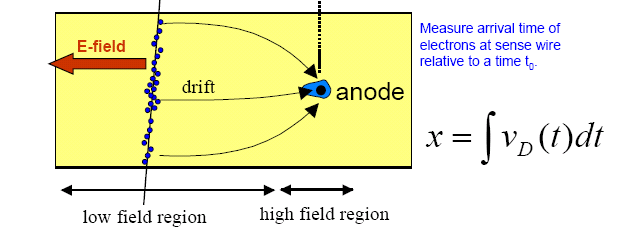 E-field
drift
anode
low field region
high field region
Measure arrival time of
electrons at sense wire
relative to a time t₀.
x = ∫ v_D (t)dt